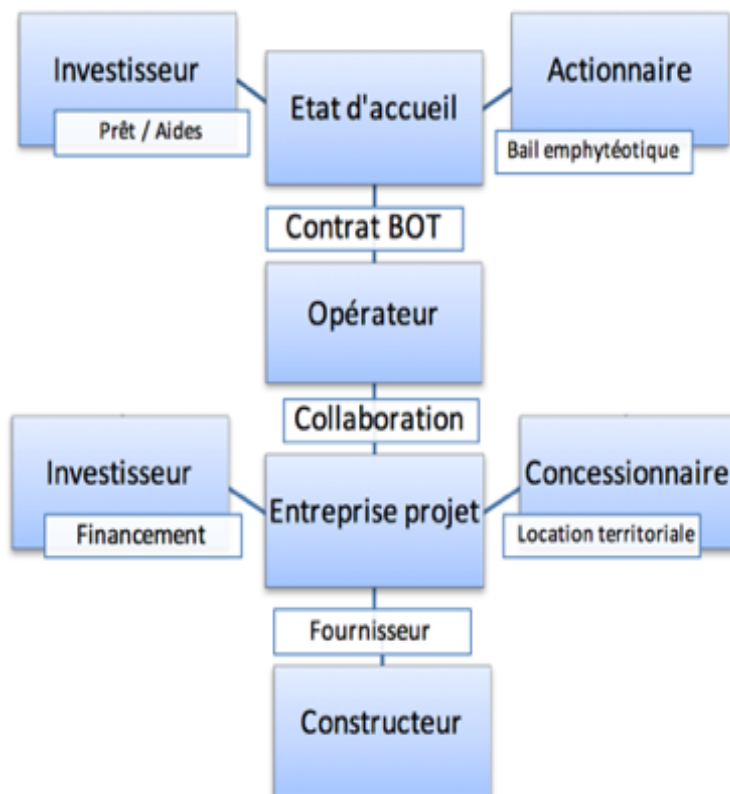 Investisseur
Prêt / Aides
Etat d'accueil
Actionnaire
Bail emphytéotique
Contrat BOT
Opérateur
Collaboration
Investisseur
Financement
Entreprise projet
Concessionnaire
Location territoriale
Fournisseur
Constructeur